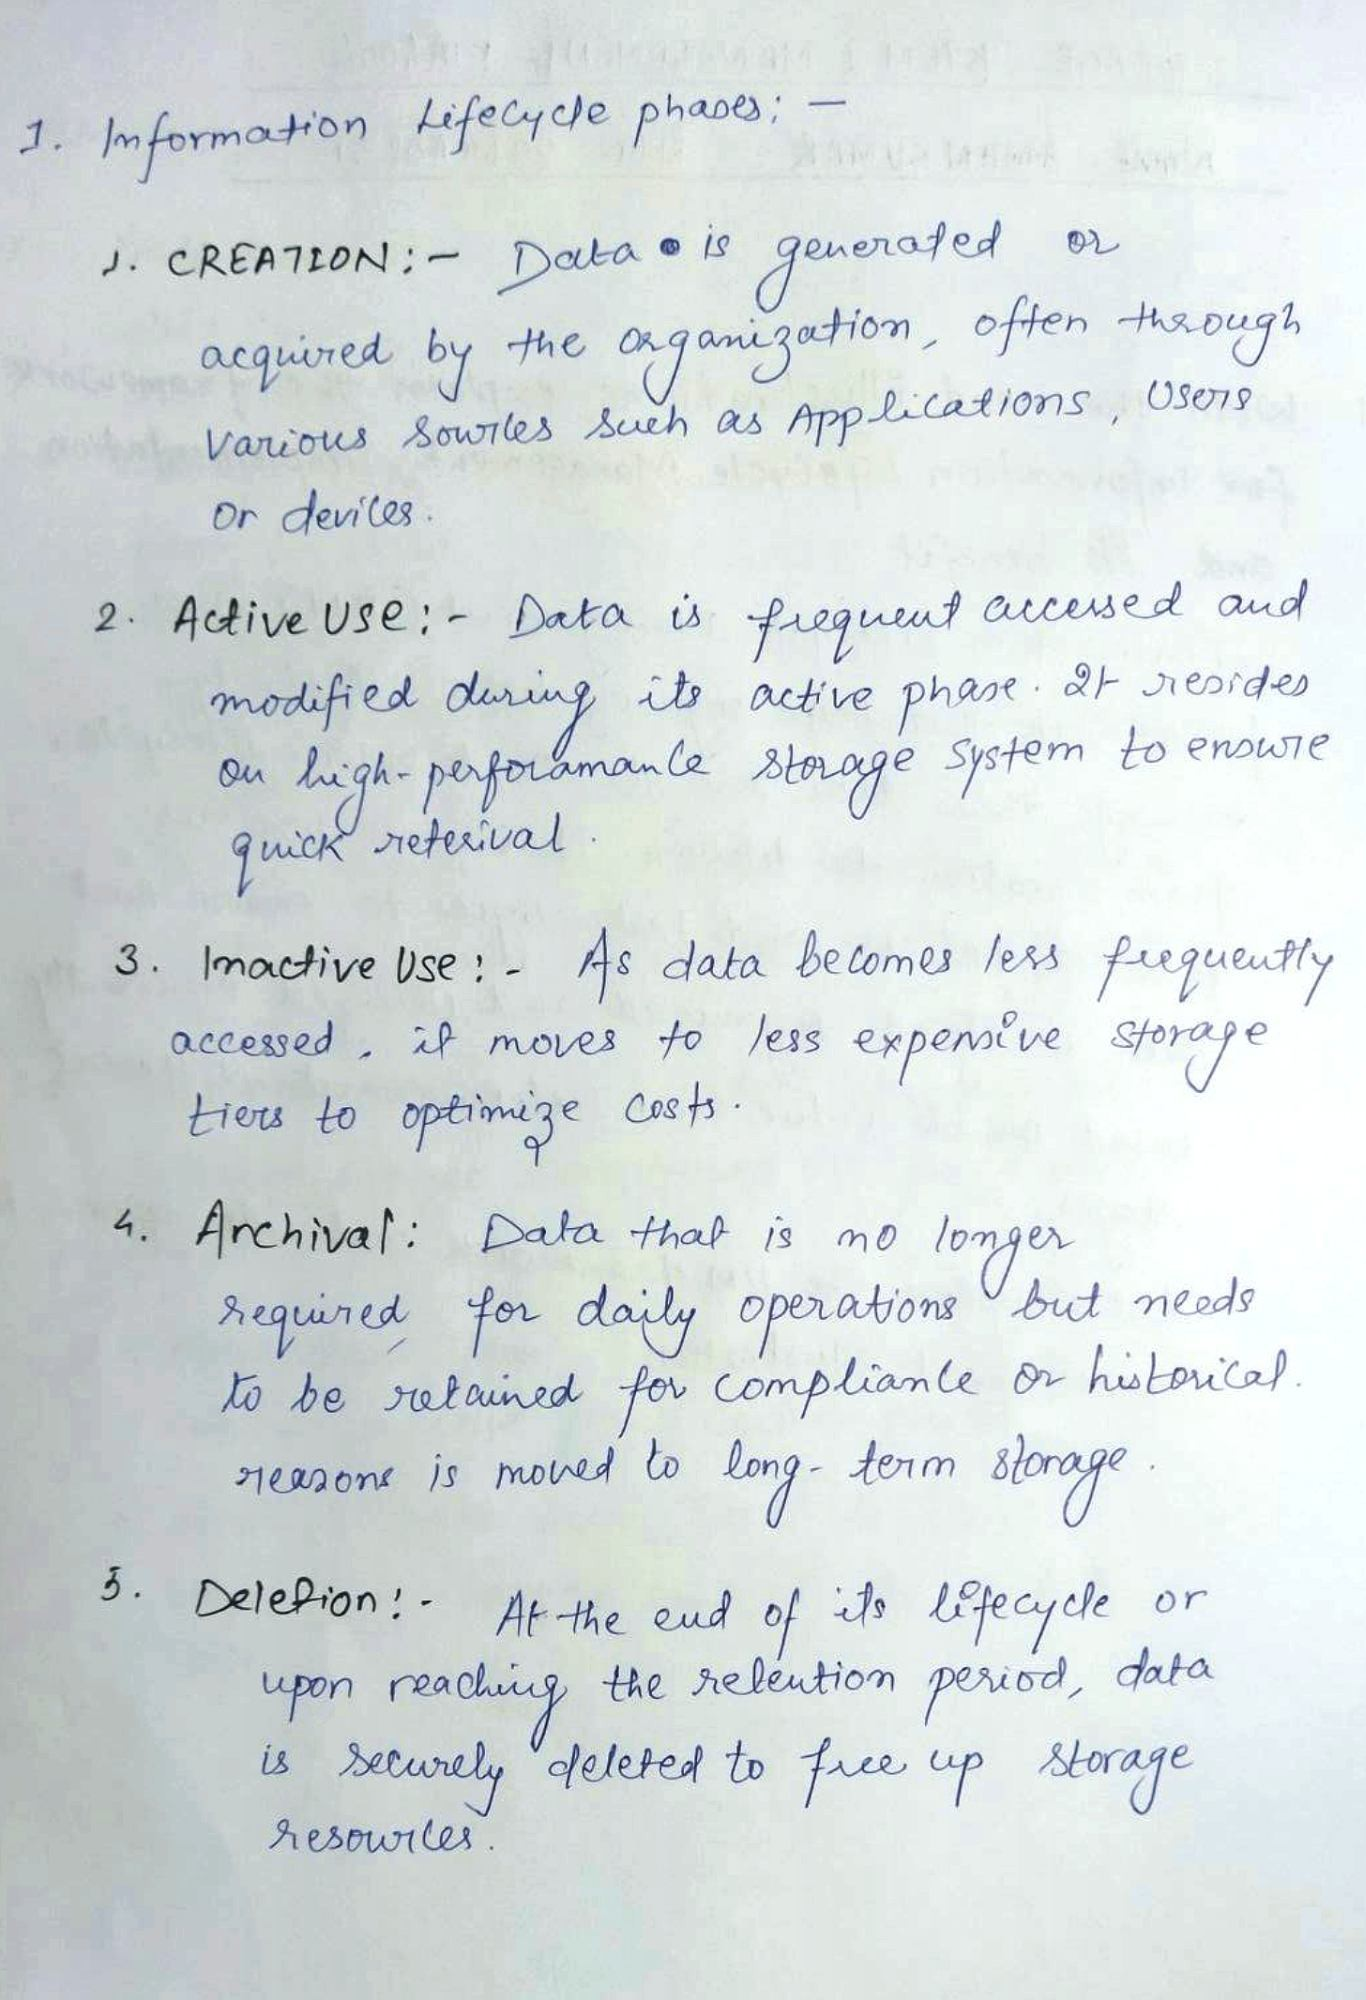 1. Information Lifecycle phases: —
1. CREATION :- Data is generated or
acquired by the organization, often through
various sources such as Applications, Users
or devices.
2. Active Use :- Data is frequent accessed and
modified during its active phase. It resides
on high-perforamance storage system to ensure
quick reterival.
3. Inactive Use :- As data becomes less frequently
accessed, it moves to less expensive storage
tiers to optimize costs.
4. Archival : Data that is no longer
required, for daily operations but needs
to be retained for compliance or historical.
reasons is moved to long-term storage.
5. Deletion :- At the end of its lifecycle or
upon reaching the retention period, data
is securely deleted to free up storage
resources.